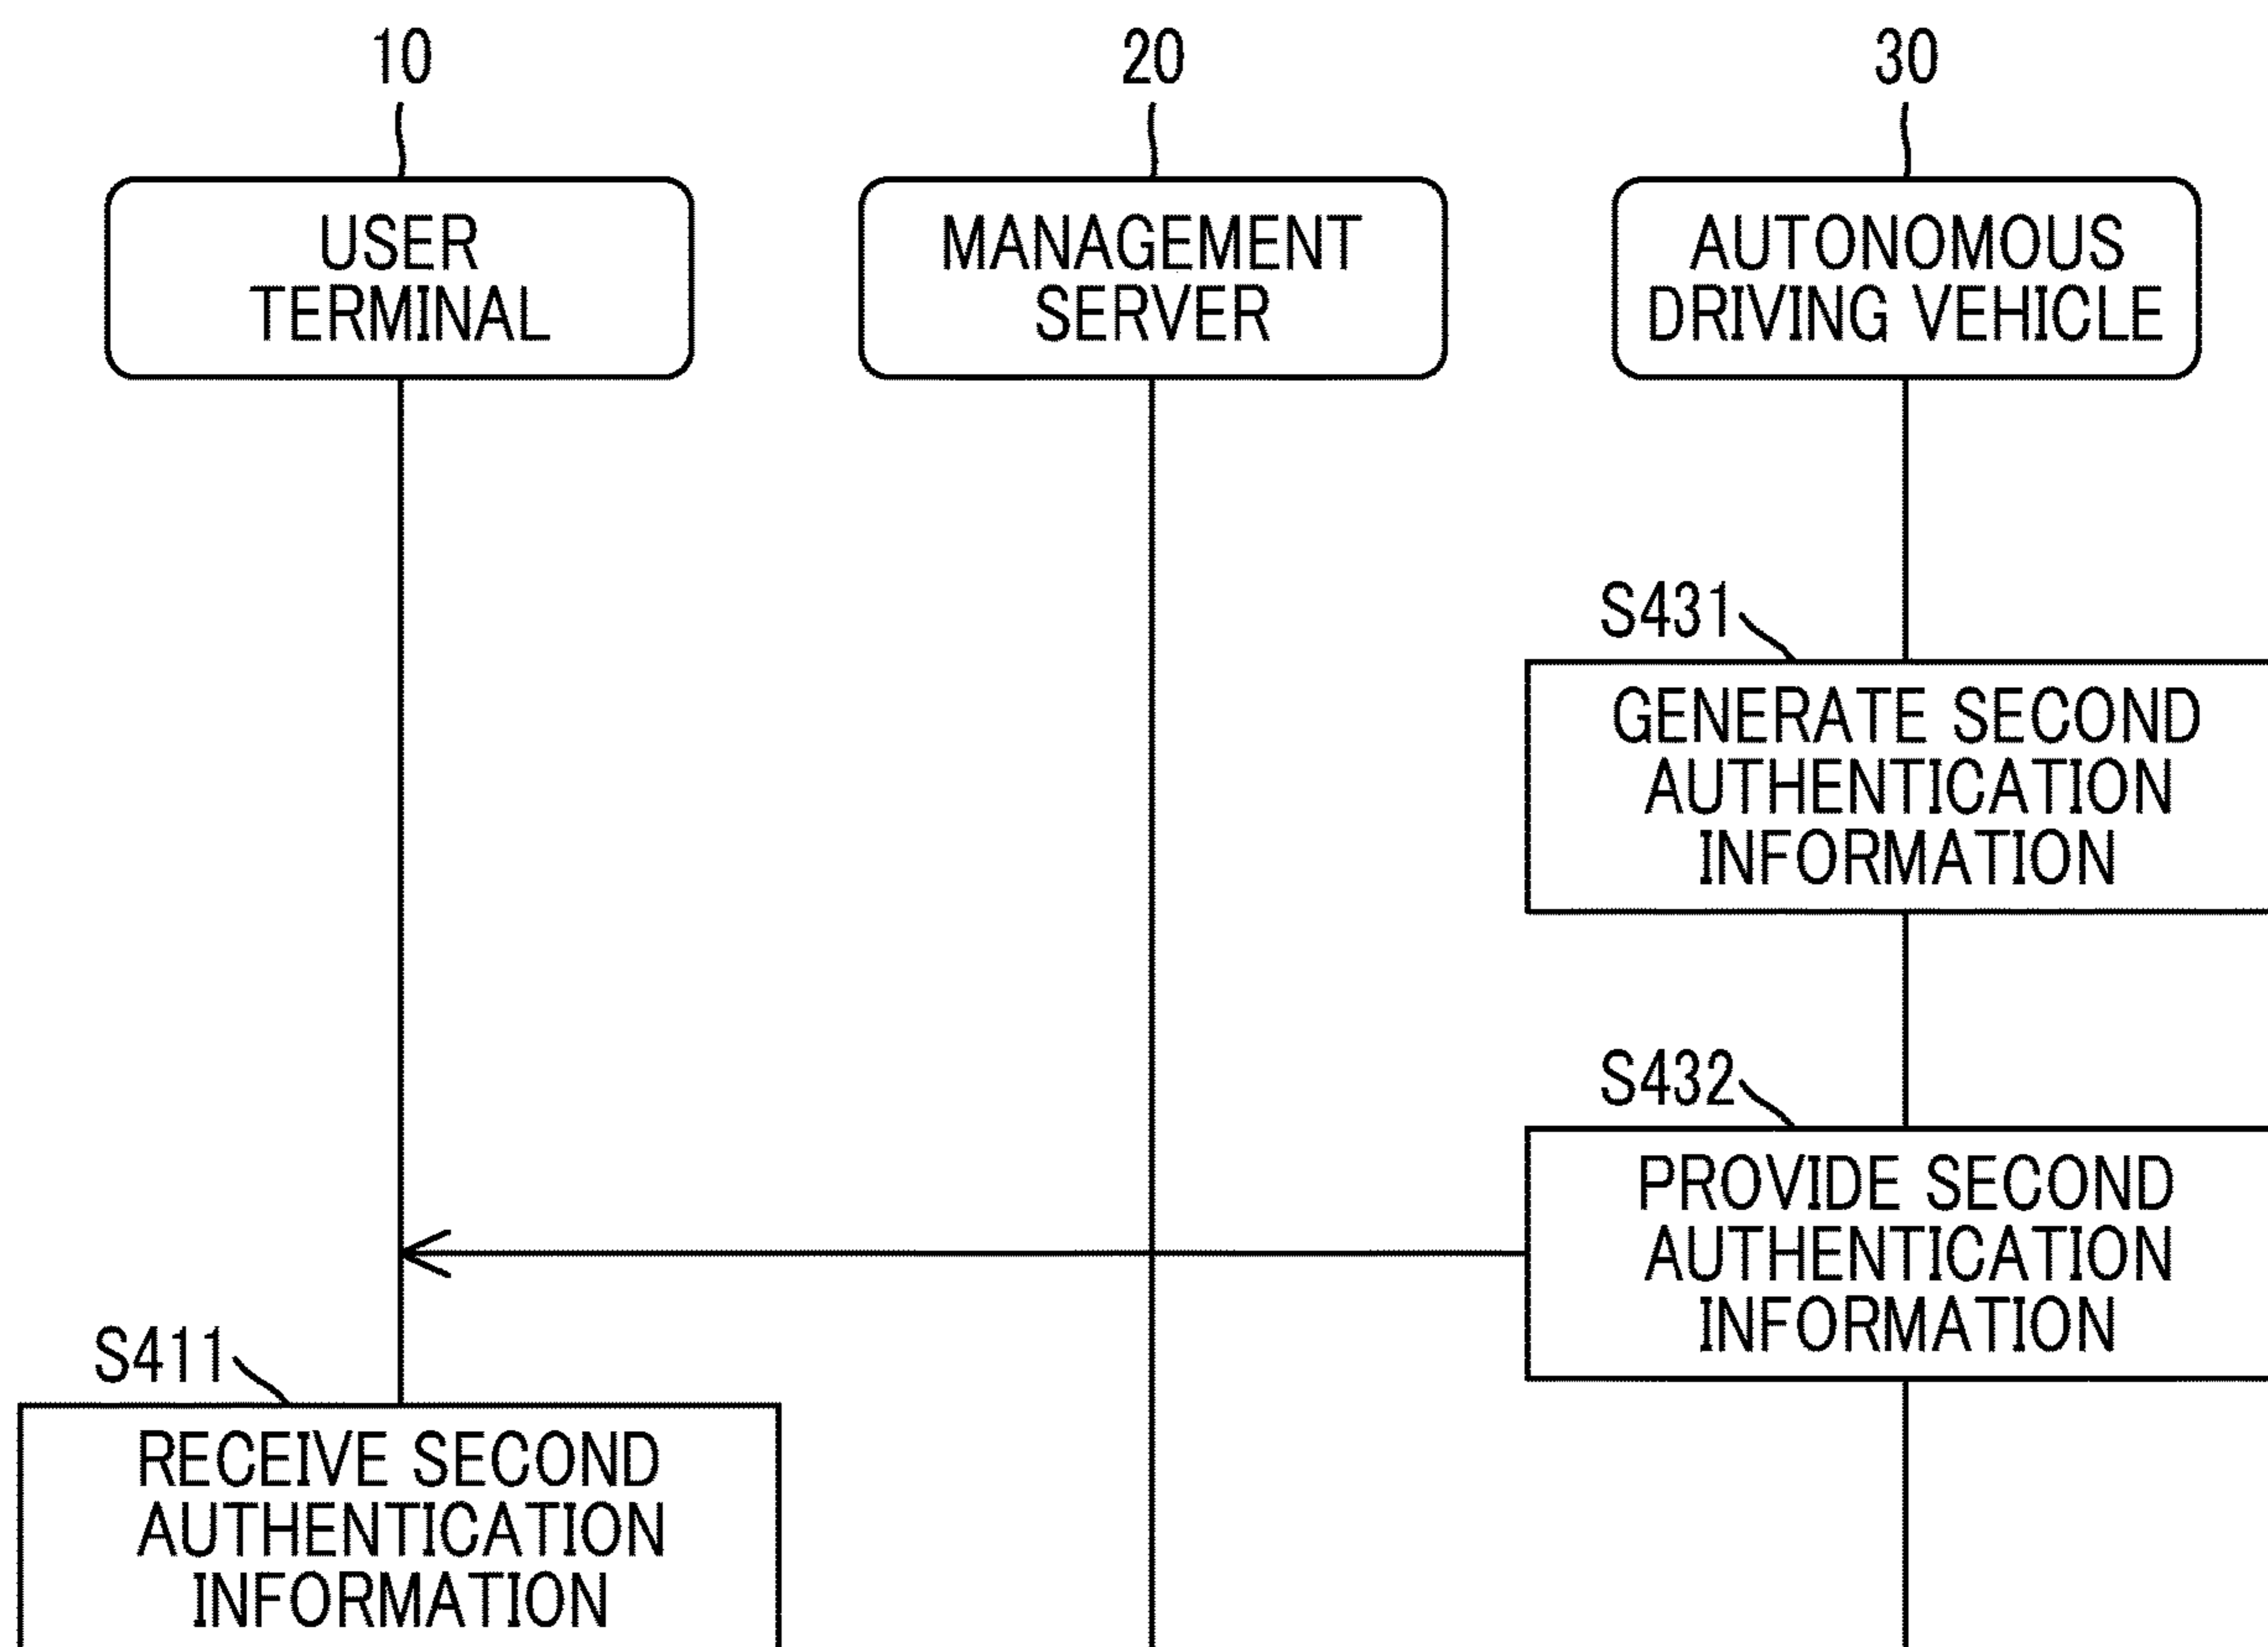 10
20
30
USER
TERMINAL
MANAGEMENT
SERVER
AUTONOMOUS
DRIVING VEHICLE
S431
GENERATE SECOND
AUTHENTICATION
INFORMATION
S432
PROVIDE SECOND
AUTHENTICATION
INFORMATION
S411
RECEIVE SECOND
AUTHENTICATION
INFORMATION